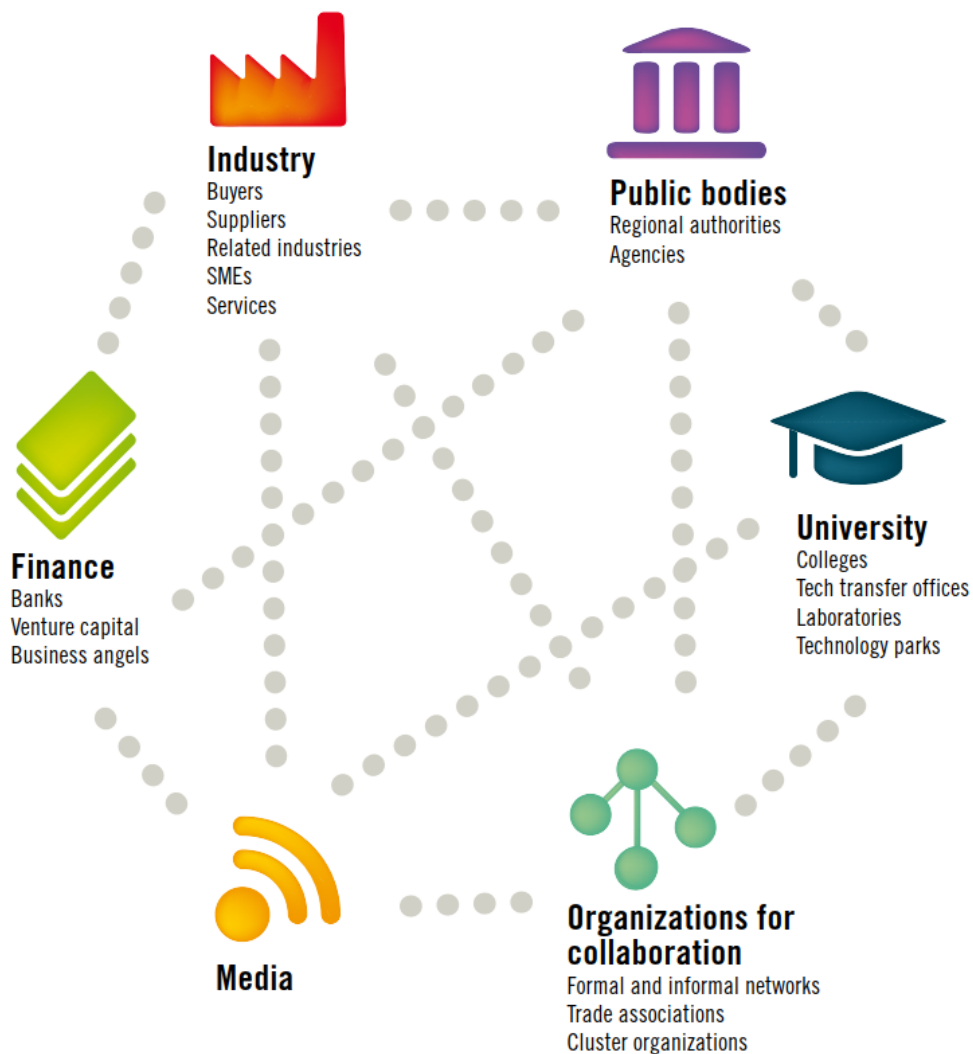 Industry
Buyers
Suppliers
Related industries
SMEs
Services
Public bodies
Regional authorities
Agencies
Finance
Banks
Venture capital
Business angels
University
Colleges
Tech transfer offices
Laboratories
Technology parks
Media
Organizations for
collaboration
Formal and informal networks
Trade associations
Cluster organizations